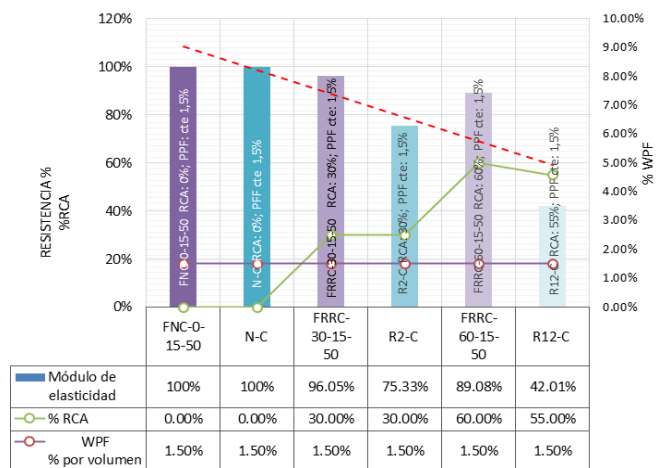 120%
100%
80%
60%
40%
20%
0%
RESISTENCIA %
%RCA
10.00%
9.00%
8.00%
7.00%
6.00%
5.00%
4.00%
3.00%
2.00%
1.00%
0.00%
% WPF
FNC-0-15-50 RCA: 0%; PPF: cte 1,5%
N-C RCA: 0%; PFF cte 1,5%
FRRC-30-15-50 RCA: 30%; PPF cte: 1,5%
R2-C RCA: 30%; PPF cte 1,5%
FRRC-60-15-50 RCA: 60%; PPF cte: 1,5%
R12-C RCA: 55%; PPF cte: 1,5%
FNC-0-
15-50
N-C
FRRC-
30-15-
50
R2-C
FRRC-
60-15-
50
R12-C
Módulo de
elasticidad
100%
100%
96.05%
75.33%
89.08%
42.01%
% RCA
0.00%
0.00%
30.00%
30.00%
60.00%
55.00%
WPF
% por volumen
1.50%
1.50%
1.50%
1.50%
1.50%
1.50%